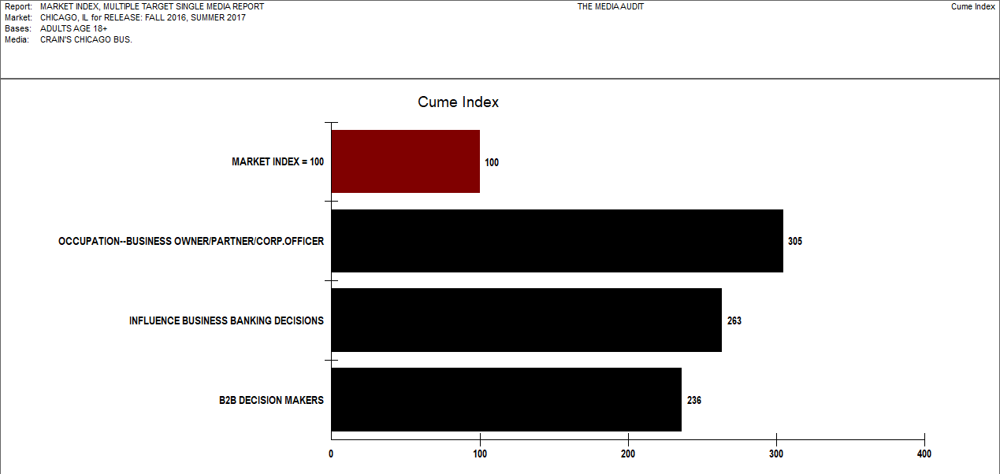 Report: MARKET INDEX, MULTIPLE TARGET SINGLE MEDIA REPORT THE MEDIA AUDIT Cume Index
Market: CHICAGO, IL for RELEASE: FALL 2016, SUMMER 2017
Bases: ADULTS AGE 18+
Media: CRAIN'S CHICAGO BUS.
Cume Index
MARKET INDEX = 100 100
OCCUPATION--BUSINESS OWNER/PARTNER/CORP.OFFICER 305
INFLUENCE BUSINESS BANKING DECISIONS 263
B2B DECISION MAKERS 236
0 100 200 300 400